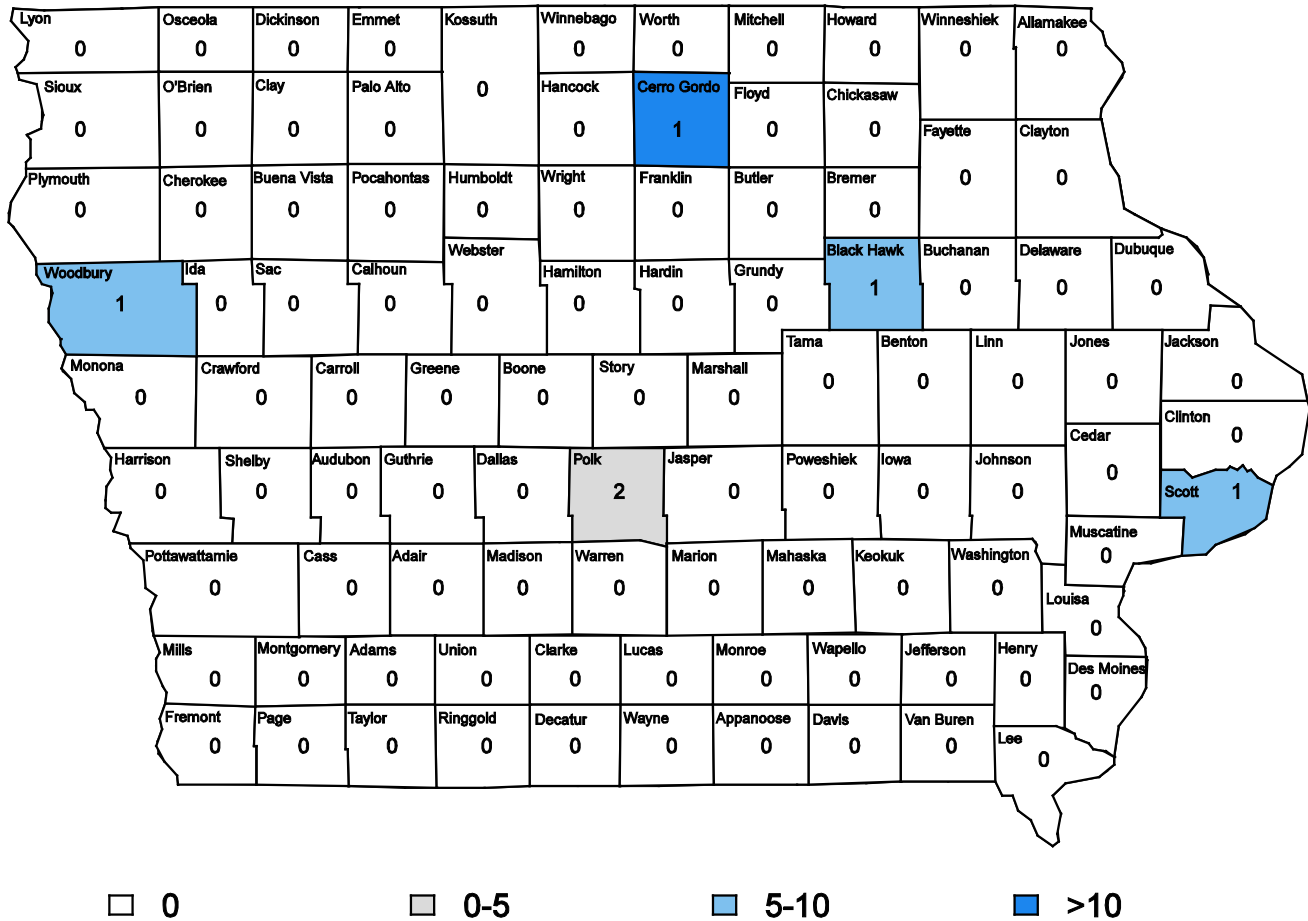 Lyon Osceola Dickinson Emmet Kossuth Winnebago Worth Mitchell Howard Winneshiek Allamakee
0 0 0 0 0 0 0 0 0 0 0
Sioux O'Brien Clay Palo Alto Hancock Cerro Gordo Floyd Chickasaw
0 0 0 0 0 1 0 0
Fayette Clayton
0 0
Plymouth Cherokee Buena Vista Pocahontas Humboldt Wright Franklin Butler Bremer
0 0 0 0 0 0 0 0 0
Woodbury Ida Sac Calhoun Webster Hamilton Hardin Grundy Black Hawk Buchanan Delaware Dubuque
1 0 0 0 0 0 0 0 1 0 0 0
Monona Crawford Carroll Greene Boone Story Marshall Tama Benton Linn Jones Jackson
0 0 0 0 0 0 0 0 0 0 0 0
Cedar Clinton
0 0
Harrison Shelby Audubon Guthrie Dallas Polk Jasper Poweshiek Iowa Johnson Scott
0 0 0 0 0 2 0 0 0 0 1
Pottawattamie Cass Adair Madison Warren Marion Mahaska Keokuk Washington Muscatine
0 0 0 0 0 0 0 0 0 0
Louisa
0
Mills Montgomery Adams Union Clarke Lucas Monroe Wapello Jefferson Henry Des Moines
0 0 0 0 0 0 0 0 0 0 0
Fremont Page Taylor Ringgold Decatur Wayne Appanoose Davis Van Buren Lee
0 0 0 0 0 0 0 0 0 0
0 0-5 5-10 >10